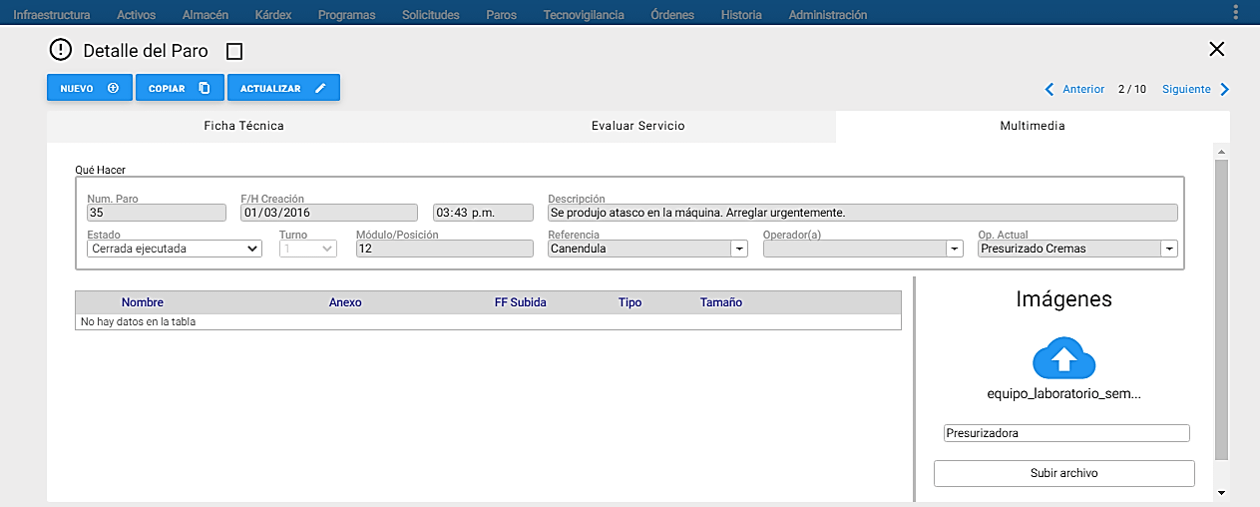 Infraestructura Activos Almacén Kárdex Programas Solicitudes Paros Tecnovigilancia Órdenes Historia Administración
Detalle del Paro
NUEVO COPIAR ACTUALIZAR Anterior 2 / 10 Siguiente
Ficha Técnica Evaluar Servicio Multimedia
Qué Hacer
Num. Paro F/H Creación Descripción
35 01/03/2016 03:43 p.m. Se produjo atasco en la máquina. Arreglar urgentemente.
Estado Turno Módulo/Posición Referencia Operador(a) Op. Actual
Cerrada ejecutada 1 12 Canendula Presurizado Cremas
Nombre Anexo FF Subida Tipo Tamaño
No hay datos en la tabla
Imágenes
equipo_laboratorio_sem...
Presurizadora
Subir archivo